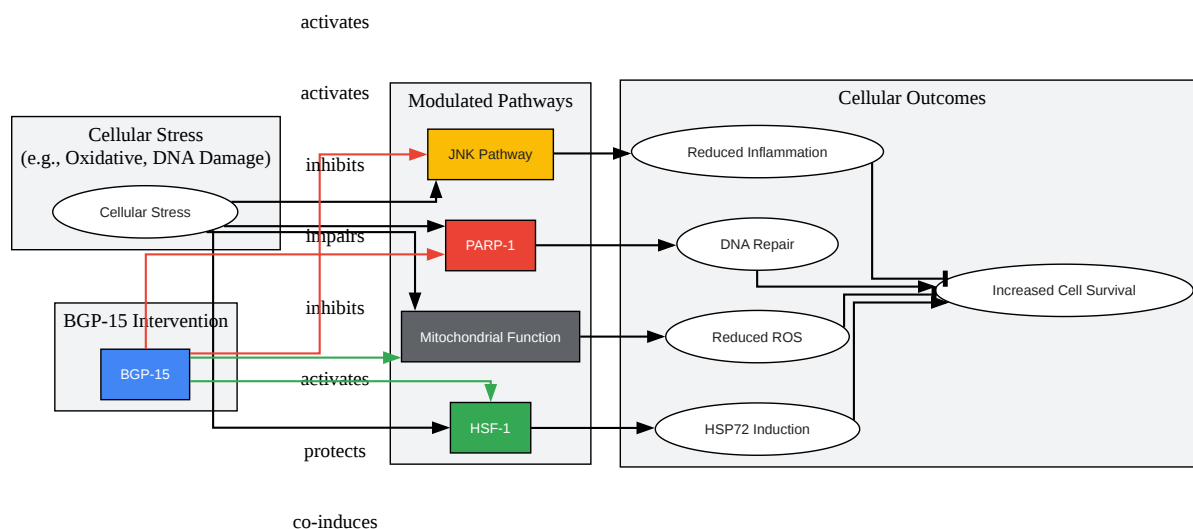 activates
activates
inhibits
impairs
inhibits
activates
protects
co-induces
Cellular Stress
(e.g., Oxidative, DNA Damage)
Cellular Stress
BGP-15 Intervention
BGP-15
Modulated Pathways
JNK Pathway
PARP-1
Mitochondrial Function
HSF-1
Cellular Outcomes
Reduced Inflammation
DNA Repair
Increased Cell Survival
Reduced ROS
HSP72 Induction